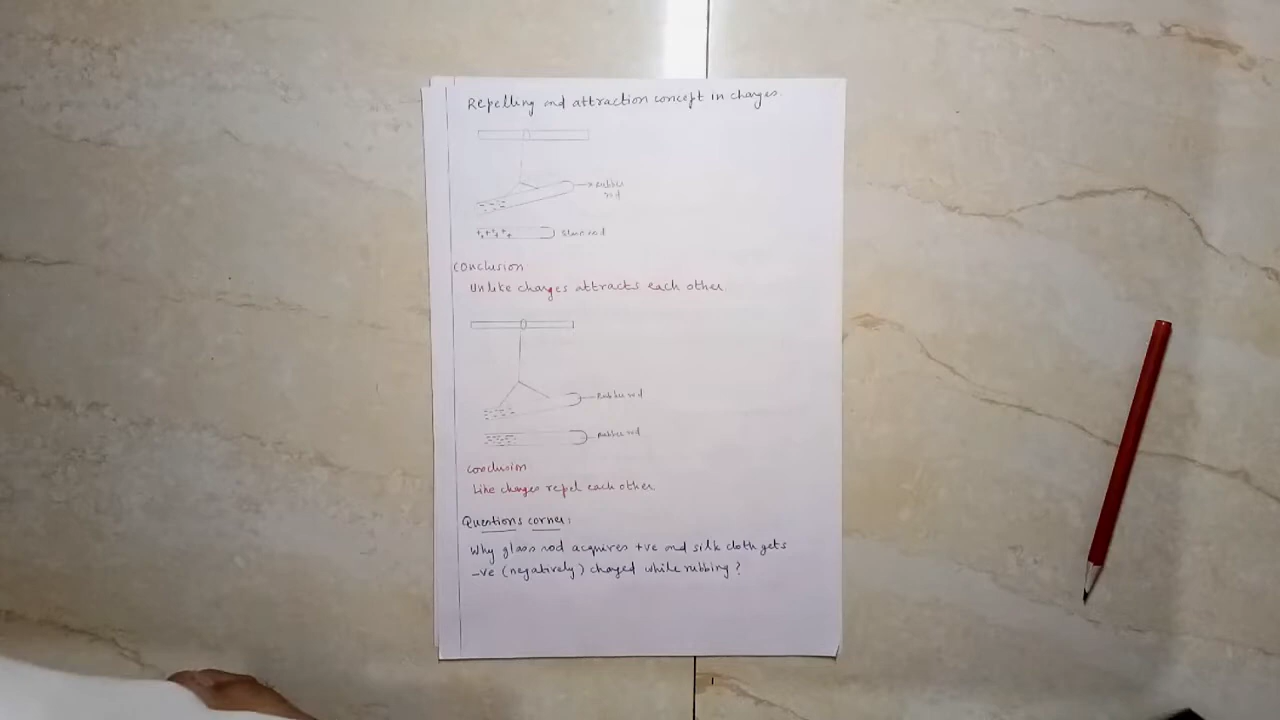 Repelling and attraction concept in charges.
Rubber
rod
+ + + + + +
Glass rod
Conclusion
Unlike charges attracts each other
Rubber rod
Rubber rod
Conclusion
Like charges repel each other.
Questions corner:
Why glass rod acquires +ve and silk cloth gets
-ve (negatively) charged while rubbing?